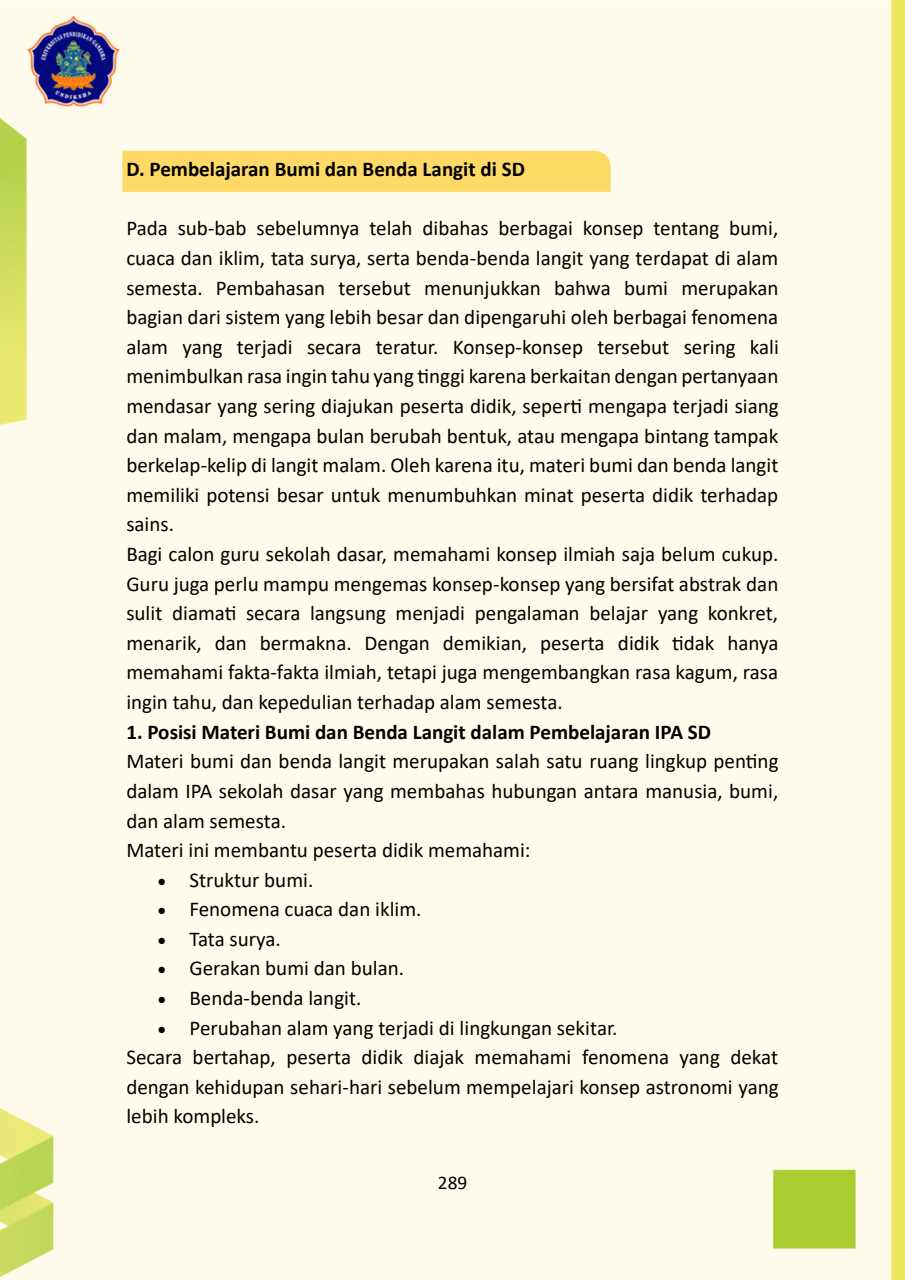 UNIVERSITAS PENDIDIKAN GANESHA
UNDIKSHA
D. Pembelajaran Bumi dan Benda Langit di SD
Pada sub-bab sebelumnya telah dibahas berbagai konsep tentang bumi,
cuaca dan iklim, tata surya, serta benda-benda langit yang terdapat di alam
semesta. Pembahasan tersebut menunjukkan bahwa bumi merupakan
bagian dari sistem yang lebih besar dan dipengaruhi oleh berbagai fenomena
alam yang terjadi secara teratur. Konsep-konsep tersebut sering kali
menimbulkan rasa ingin tahu yang tinggi karena berkaitan dengan pertanyaan
mendasar yang sering diajukan peserta didik, seperti mengapa terjadi siang
dan malam, mengapa bulan berubah bentuk, atau mengapa bintang tampak
berkelap-kelip di langit malam. Oleh karena itu, materi bumi dan benda langit
memiliki potensi besar untuk menumbuhkan minat peserta didik terhadap
sains.
Bagi calon guru sekolah dasar, memahami konsep ilmiah saja belum cukup.
Guru juga perlu mampu mengemas konsep-konsep yang bersifat abstrak dan
sulit diamati secara langsung menjadi pengalaman belajar yang konkret,
menarik, dan bermakna. Dengan demikian, peserta didik tidak hanya
memahami fakta-fakta ilmiah, tetapi juga mengembangkan rasa kagum, rasa
ingin tahu, dan kepedulian terhadap alam semesta.
1. Posisi Materi Bumi dan Benda Langit dalam Pembelajaran IPA SD
Materi bumi dan benda langit merupakan salah satu ruang lingkup penting
dalam IPA sekolah dasar yang membahas hubungan antara manusia, bumi,
dan alam semesta.
Materi ini membantu peserta didik memahami:
• Struktur bumi.
• Fenomena cuaca dan iklim.
• Tata surya.
• Gerakan bumi dan bulan.
• Benda-benda langit.
• Perubahan alam yang terjadi di lingkungan sekitar.
Secara bertahap, peserta didik diajak memahami fenomena yang dekat
dengan kehidupan sehari-hari sebelum mempelajari konsep astronomi yang
lebih kompleks.
289